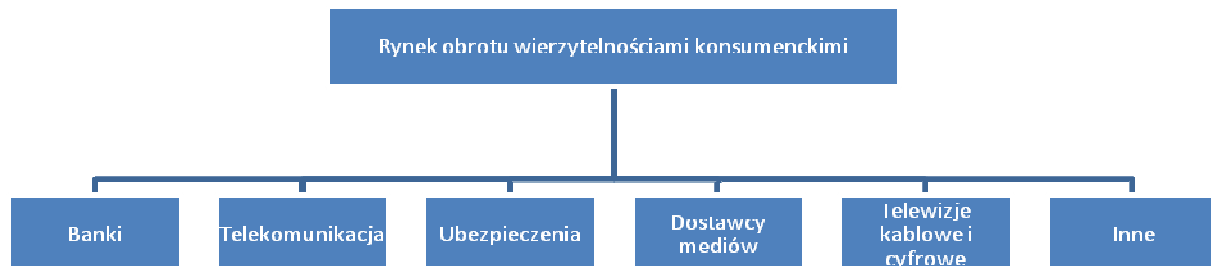 Rynek obrotu wierzytelnościami konsumenckimi
Banki
Telekomunikacja
Ubezpieczenia
Dostawcy
mediów
Telewizje
kablowe i
cyfrowe
Inne